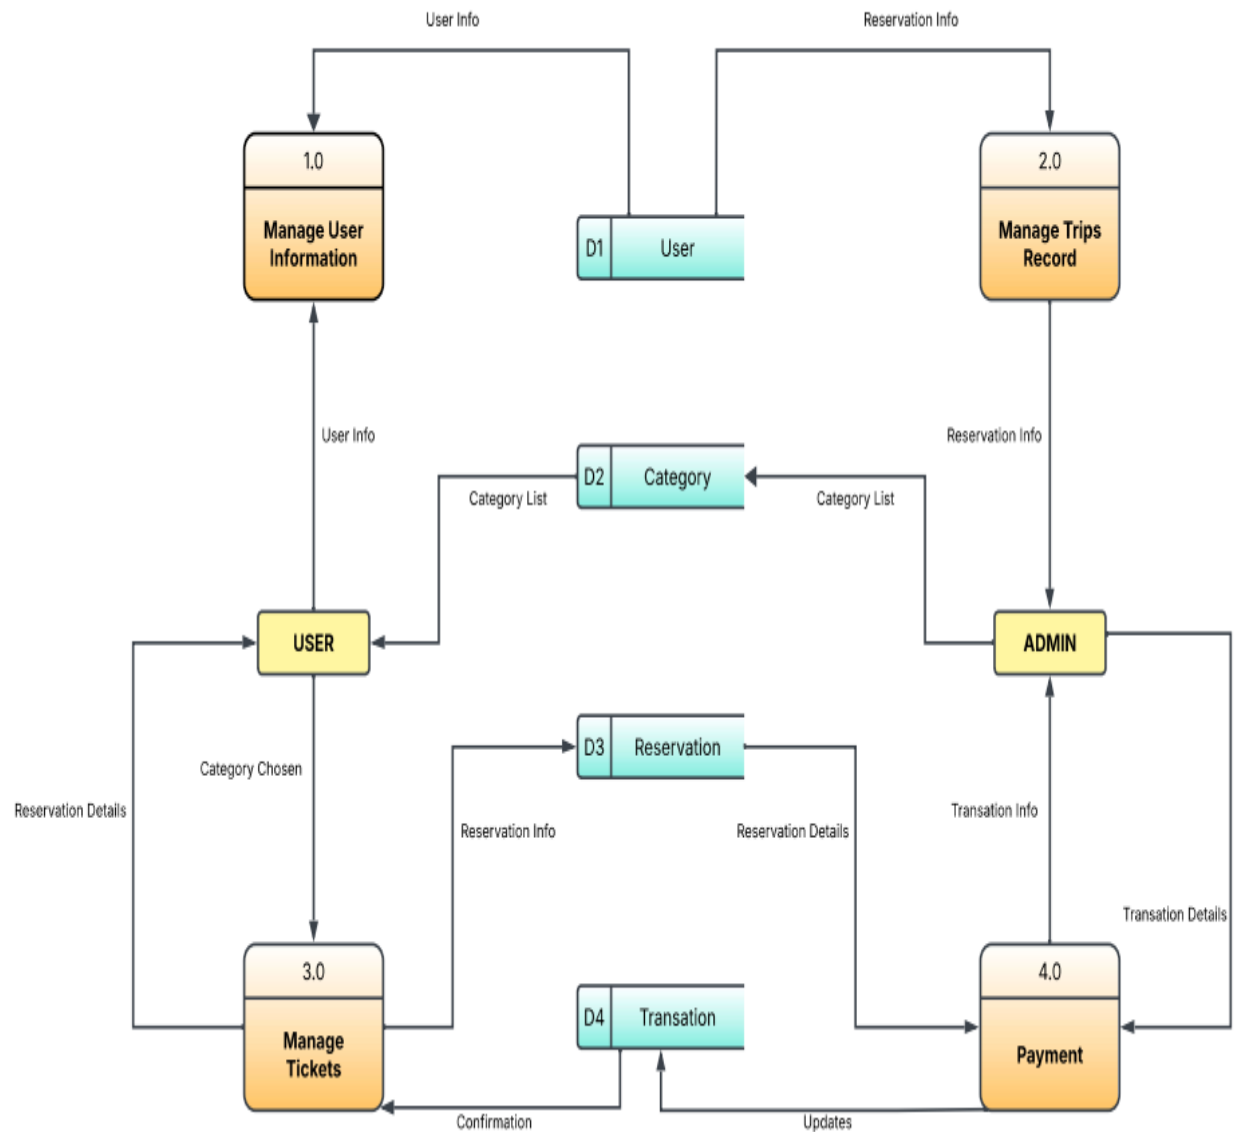 User Info
Reservation Info
1.0
2.0
Manage User
Information
D1
User
Manage Trips
Record
User Info
Reservation Info
D2
Category
Category List
Category List
USER
ADMIN
D3
Reservation
Category Chosen
Reservation Details
Reservation Info
Reservation Details
Transation Info
Transation Details
3.0
4.0
Manage
Tickets
D4
Transation
Payment
Confirmation
Updates